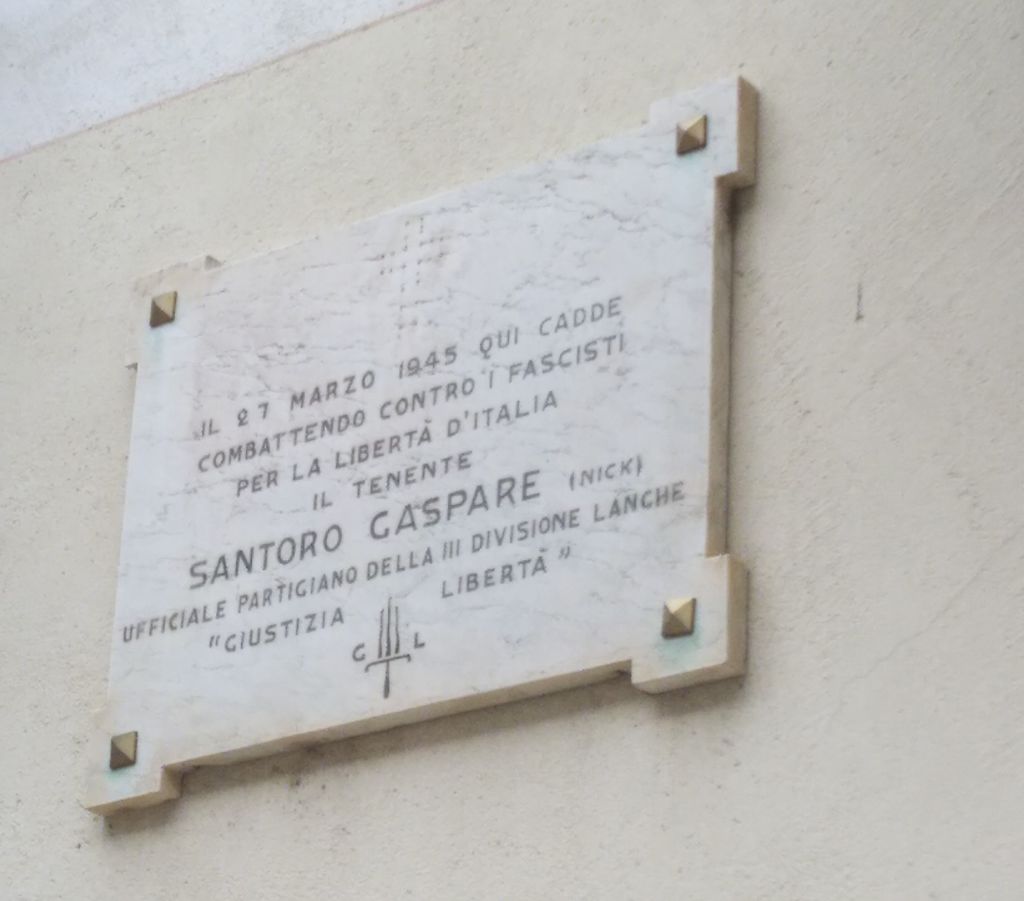 IL 27 MARZO 1945 QUI CADDE
COMBATTENDO CONTRO I FASCISTI
PER LA LIBERTÀ D'ITALIA
IL TENENTE
SANTORO GASPARE (NICK)
UFFICIALE PARTIGIANO DELLA III DIVISIONE LANGHE
"GIUSTIZIA LIBERTÀ"
G L